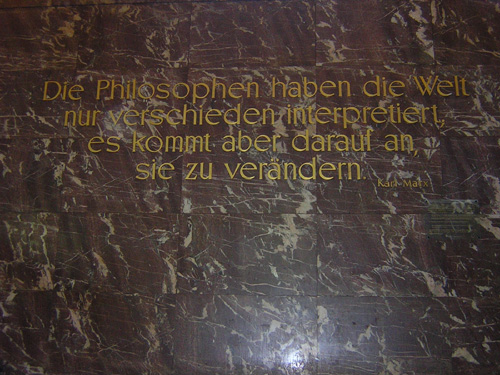 Die Philosophen haben die Welt
nur verschieden interpretiert,
es kommt aber darauf an,
sie zu verändern.
Karl Marx